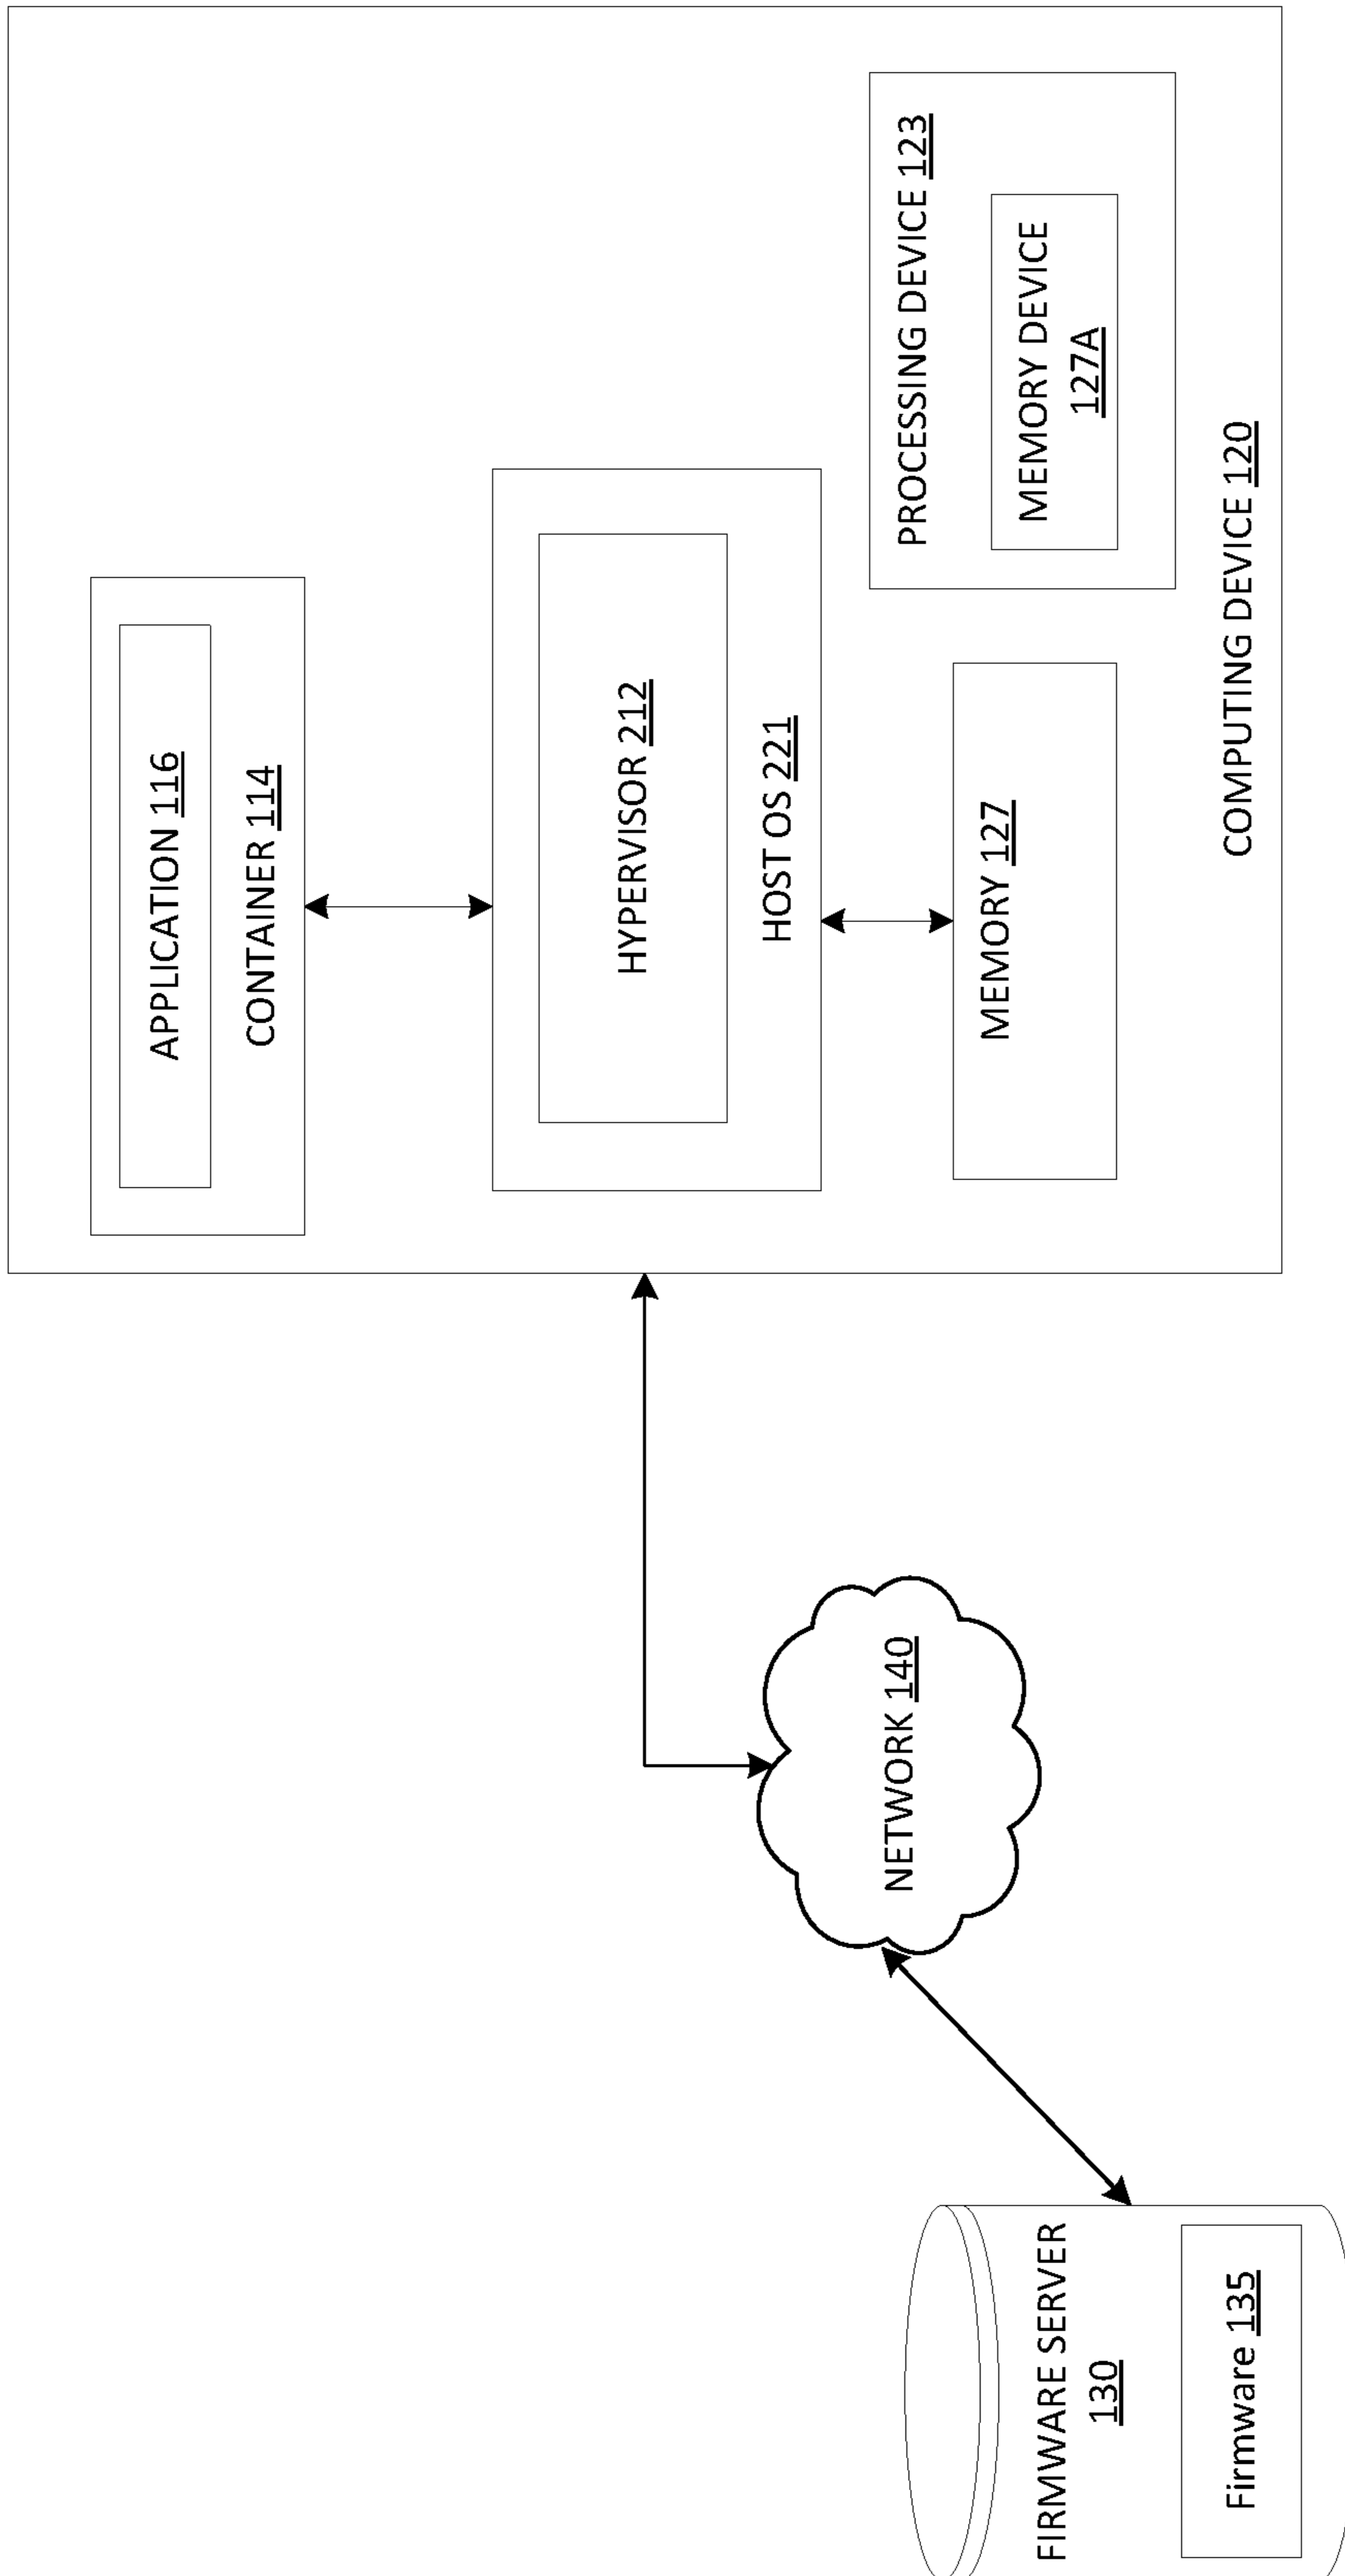 APPLICATION 116
CONTAINER 114
HYPERVISOR 212
HOST OS 221
PROCESSING DEVICE 123
MEMORY DEVICE
127A
MEMORY 127
COMPUTING DEVICE 120
NETWORK 140
FIRMWARE SERVER
130
Firmware 135